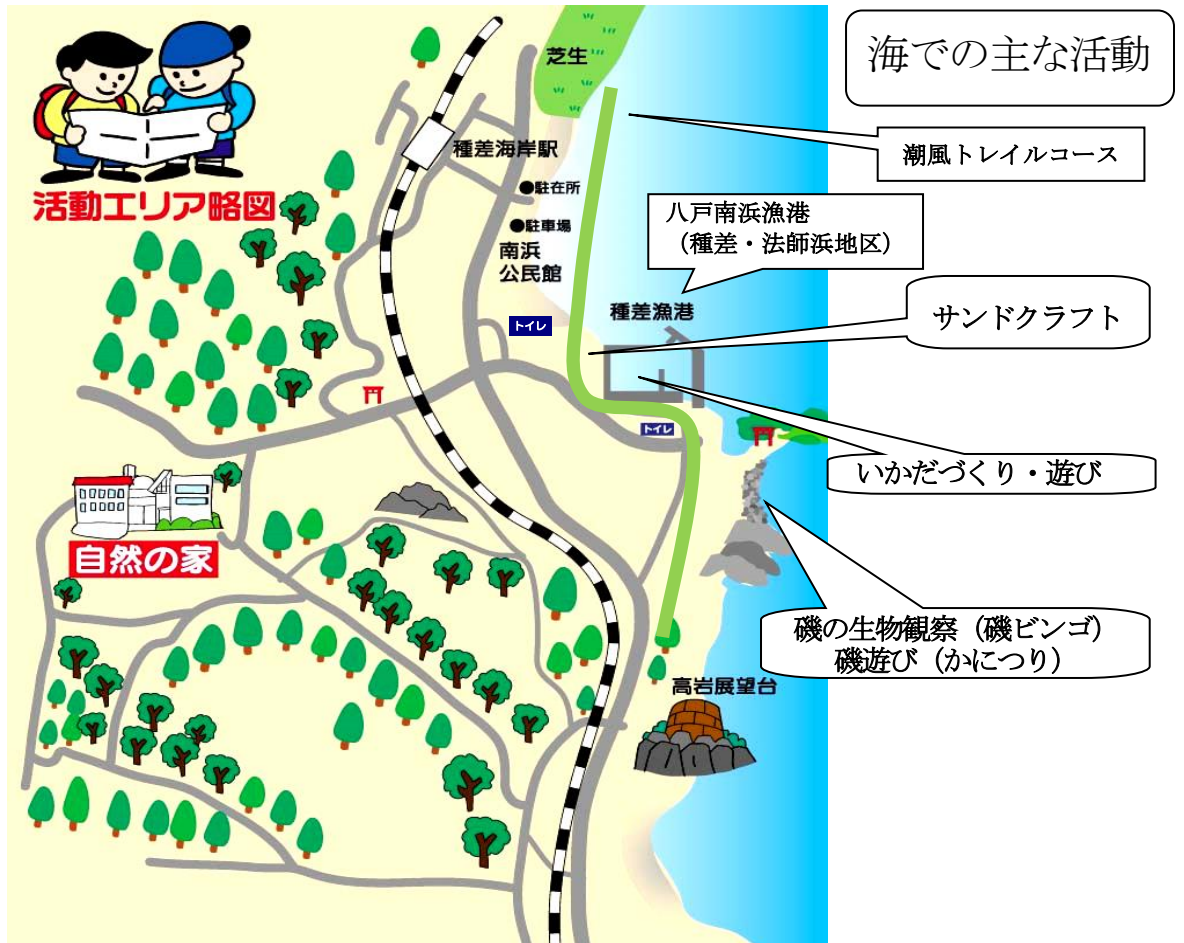 海での主な活動
芝生
潮風トレイルコース
種差海岸駅
活動エリア略図
●駐在所
八戸南浜漁港
（種差・法師浜地区）
●駐車場
南浜
公民館
トイレ
種差漁港
サンドクラフト
トイレ
いかだづくり・遊び
自然の家
磯の生物観察（磯ビンゴ）
磯遊び（かにつり）
高岩展望台